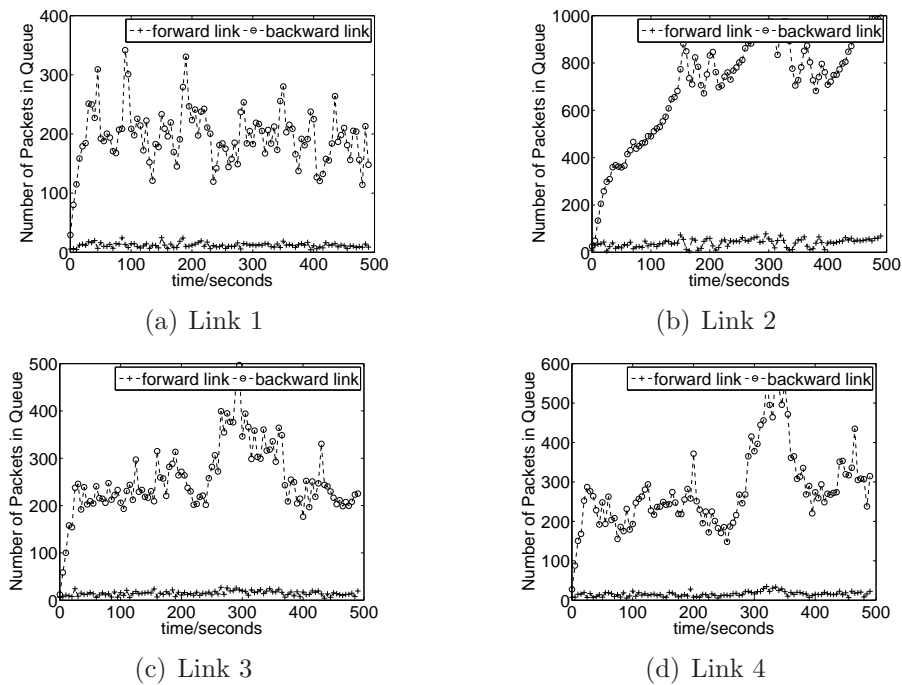 400
300
200
100
0
Number of Packets in Queue
forward link
backward link
0 100 200 300 400 500
time/seconds
(a) Link 1
1000
800
600
400
200
0
Number of Packets in Queue
forward link
backward link
0 100 200 300 400 500
time/seconds
(b) Link 2
500
400
300
200
100
0
Number of Packets in Queue
forward link
backward link
0 100 200 300 400 500
time/seconds
(c) Link 3
600
500
400
300
200
100
0
Number of Packets in Queue
forward link
backward link
0 100 200 300 400 500
time/seconds
(d) Link 4